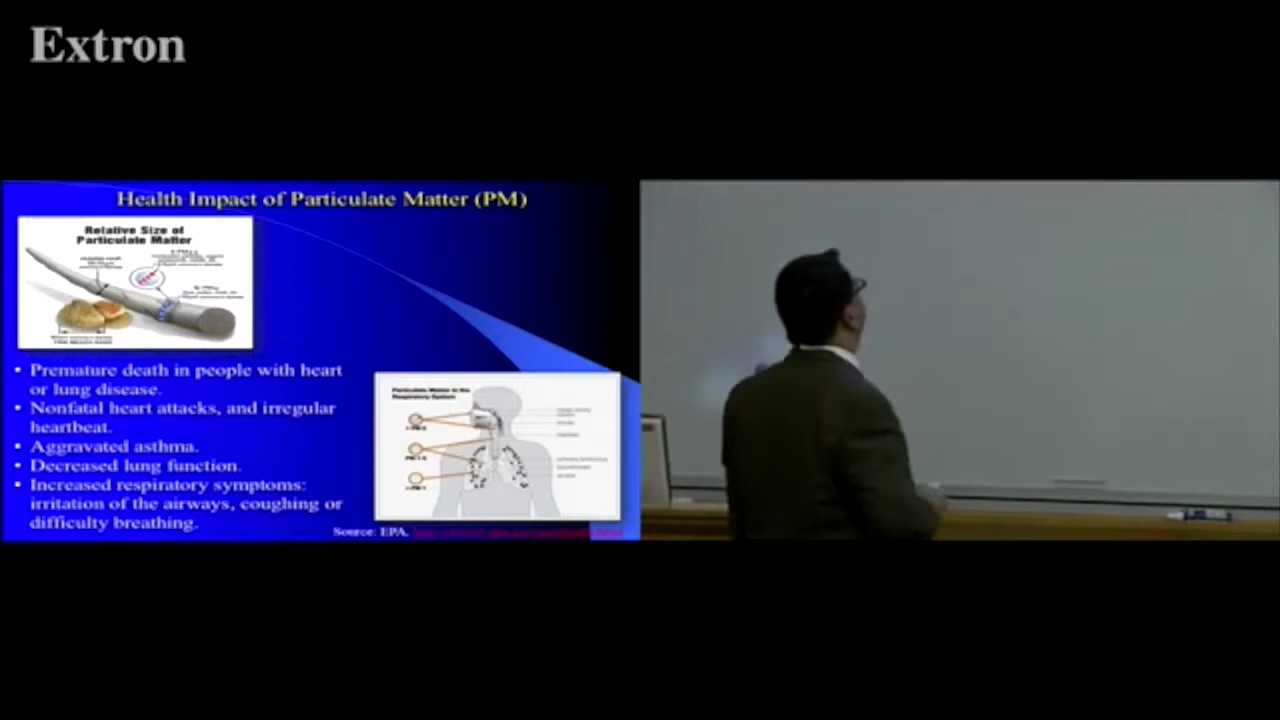 Extron
Health Impact of Particulate Matter (PM)
Relative Size of
Particulate Matter
• Premature death in people with heart
or lung disease.
• Nonfatal heart attacks, and irregular
heartbeat.
• Aggravated asthma.
• Decreased lung function.
• Increased respiratory symptoms:
irritation of the airways, coughing or
difficulty breathing.
Particulate Matter in the
Respiratory System
Source: EPA,